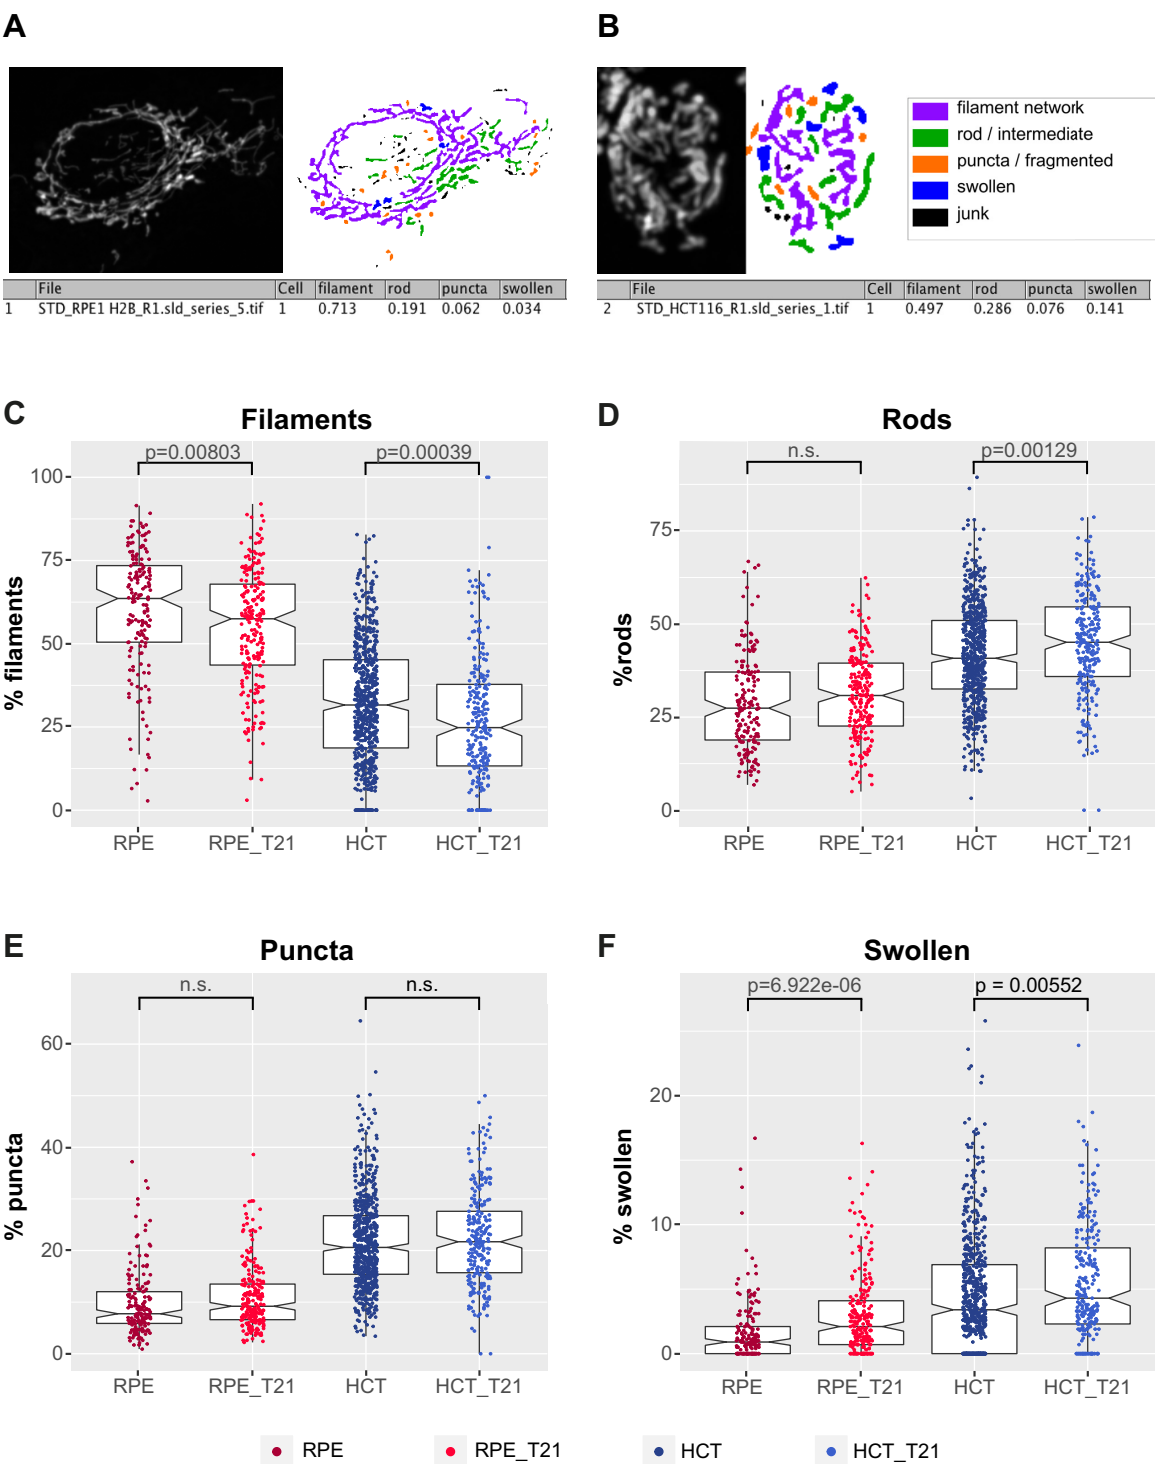 A
B
filament network
rod / intermediate
puncta / fragmented
swollen
junk
File Cell filament rod puncta swollen
1 STD_RPE1 H2B_R1.sld_series_5.tif 1 0.713 0.191 0.062 0.034
File Cell filament rod puncta swollen
2 STD_HCT116_R1.sld_series_1.tif 1 0.497 0.286 0.076 0.141
C
Filaments
p=0.00803 p=0.00039
100
75
50
25
0
% filaments
RPE RPE_T21 HCT HCT_T21
D
Rods
n.s. p=0.00129
75
50
25
0
%rods
RPE RPE_T21 HCT HCT_T21
E
Puncta
n.s. n.s.
60
40
20
0
% puncta
RPE RPE_T21 HCT HCT_T21
F
Swollen
p=6.922e-06 p = 0.00552
20
10
0
% swollen
RPE RPE_T21 HCT HCT_T21
RPE RPE_T21 HCT HCT_T21